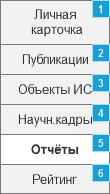 1
Личная
карточка
2
Публикации
3
Объекты ИС
4
Научн.кадры
5
Отчёты
6
Рейтинг